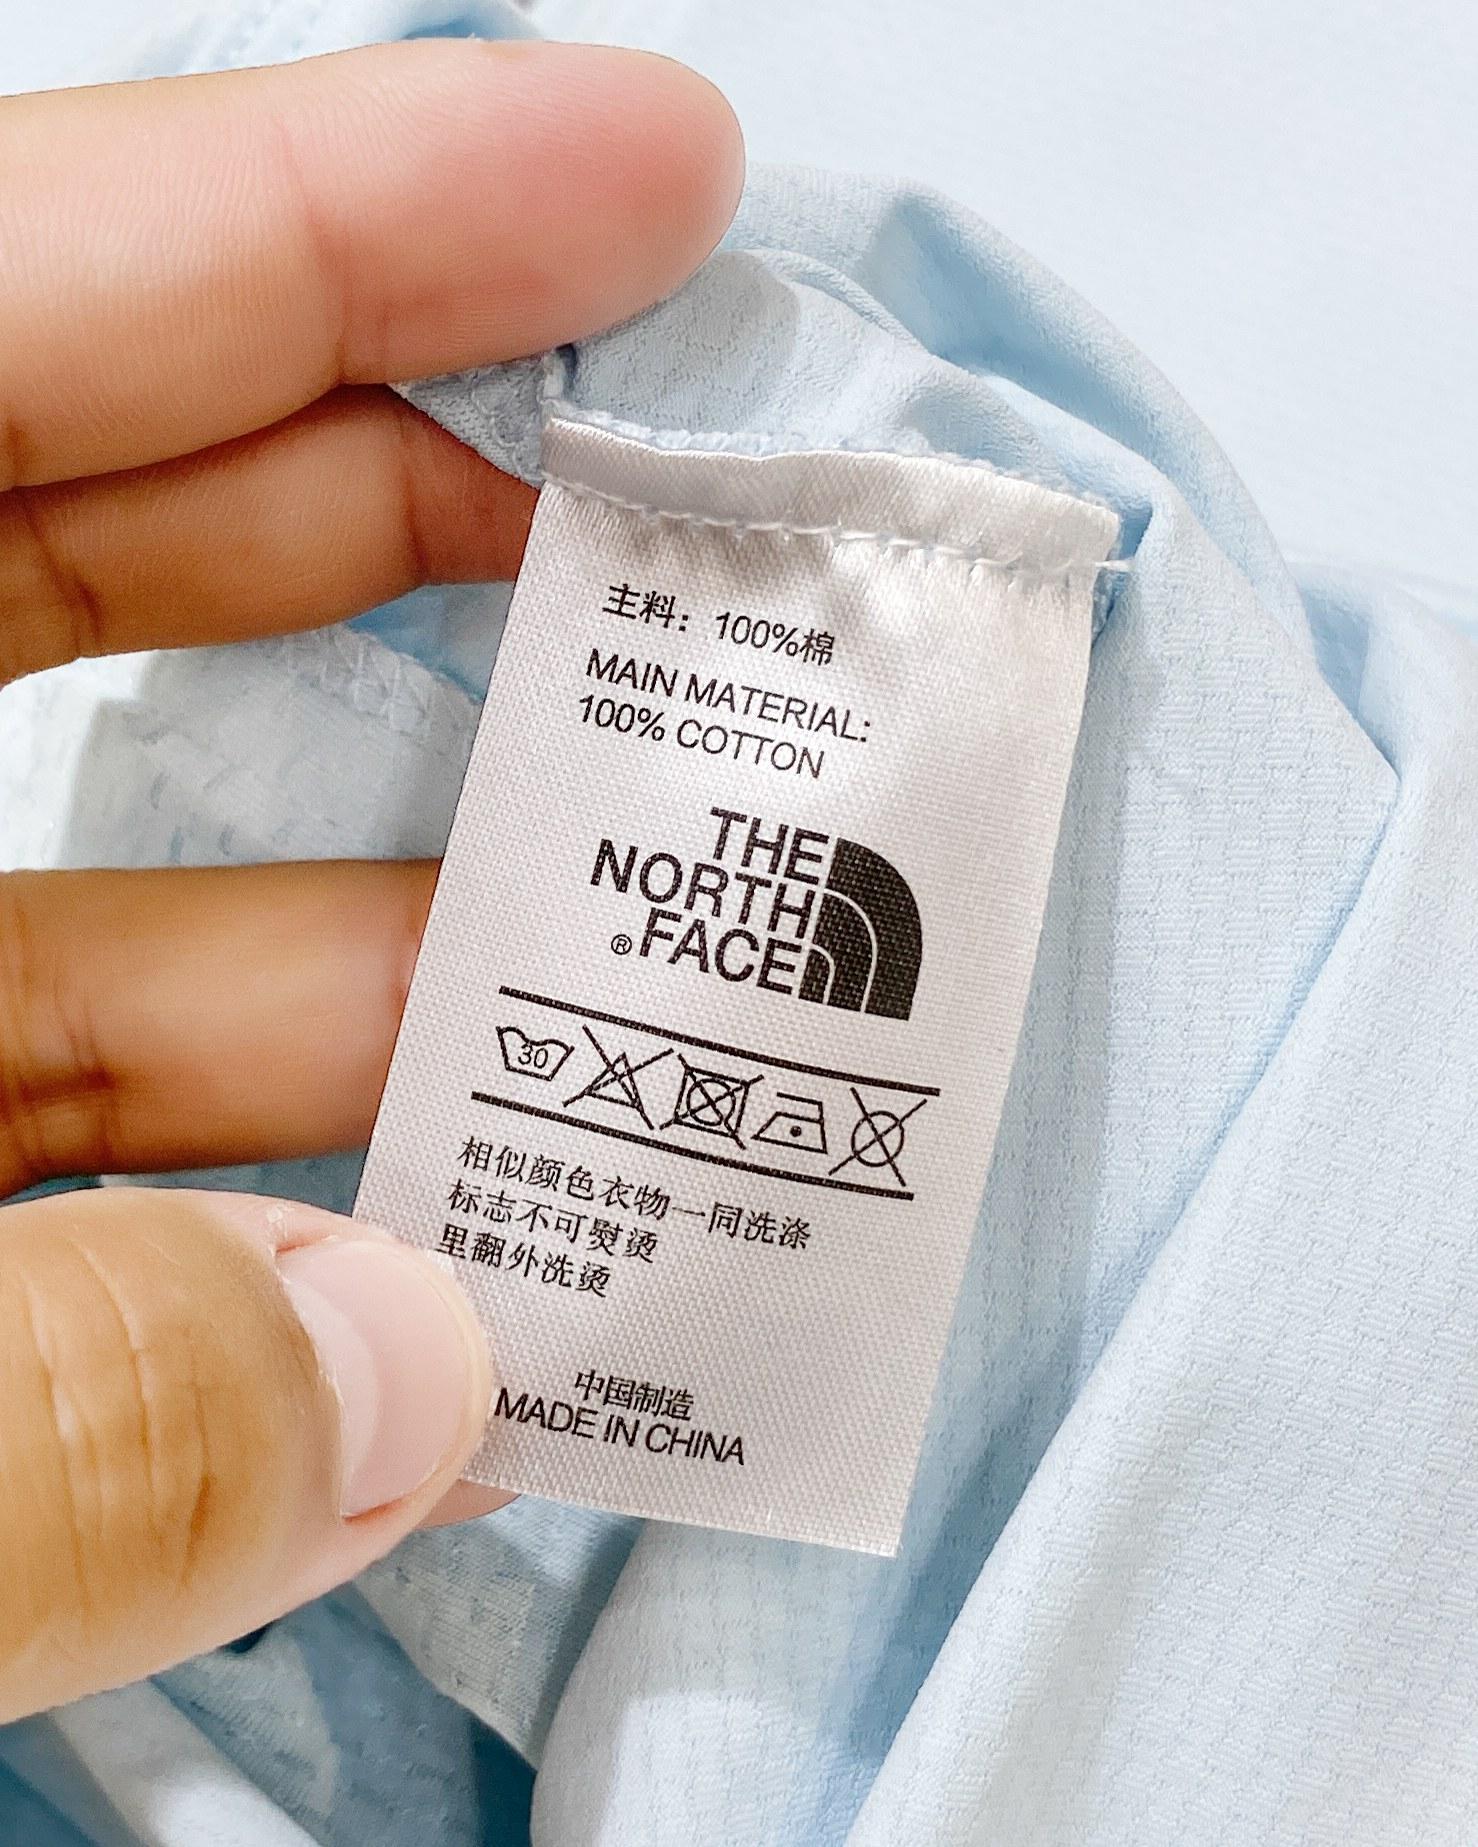 主料：100%棉
MAIN MATERIAL:
100% COTTON
THE
NORTH
®FACE
30
相似颜色衣物一同洗涤
标志不可熨烫
里翻外洗烫
中国制造
MADE IN CHINA